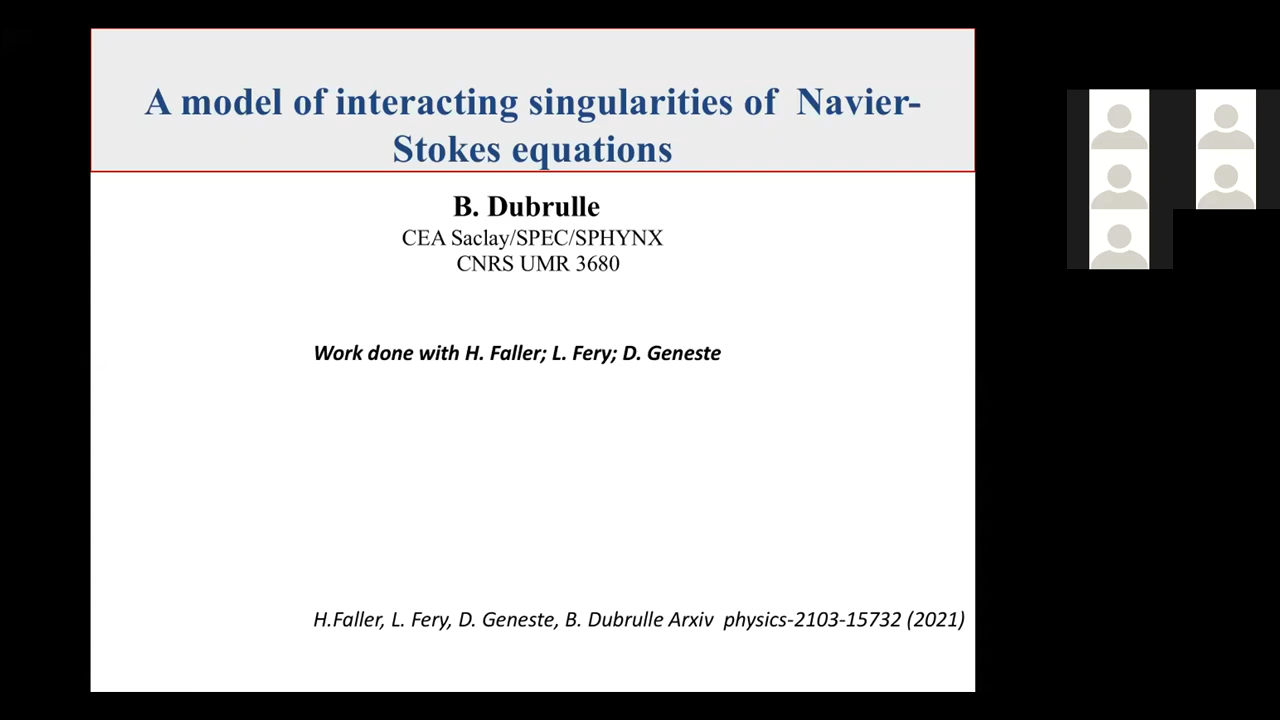 A model of interacting singularities of Navier-
Stokes equations
B. Dubrulle
CEA Saclay/SPEC/SPHYNX
CNRS UMR 3680
Work done with H. Faller; L. Fery; D. Geneste
H.Faller, L. Fery, D. Geneste, B. Dubrulle Arxiv physics-2103-15732 (2021)